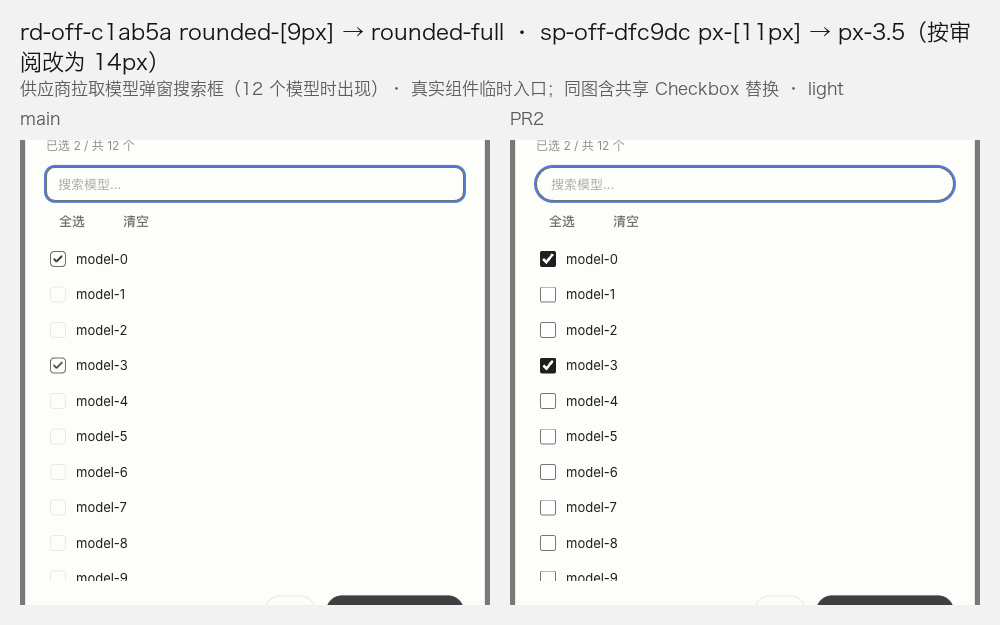 rd-off-c1ab5a rounded-[9px] → rounded-full · sp-off-dfc9dc px-[11px] → px-3.5（按审
阅改为 14px）
供应商拉取模型弹窗搜索框（12 个模型时出现）· 真实组件临时入口；同图含共享 Checkbox 替换 · light
main
PR2
已选 2 / 共 12 个
搜索模型...
全选 清空
model-0
model-1
model-2
model-3
model-4
model-5
model-6
model-7
model-8
model-9
已选 2 / 共 12 个
搜索模型...
全选 清空
model-0
model-1
model-2
model-3
model-4
model-5
model-6
model-7
model-8
model-9